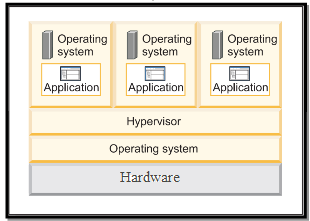 Operating
system
Application
Operating
system
Application
Operating
system
Application
Hypervisor
Operating system
Hardware